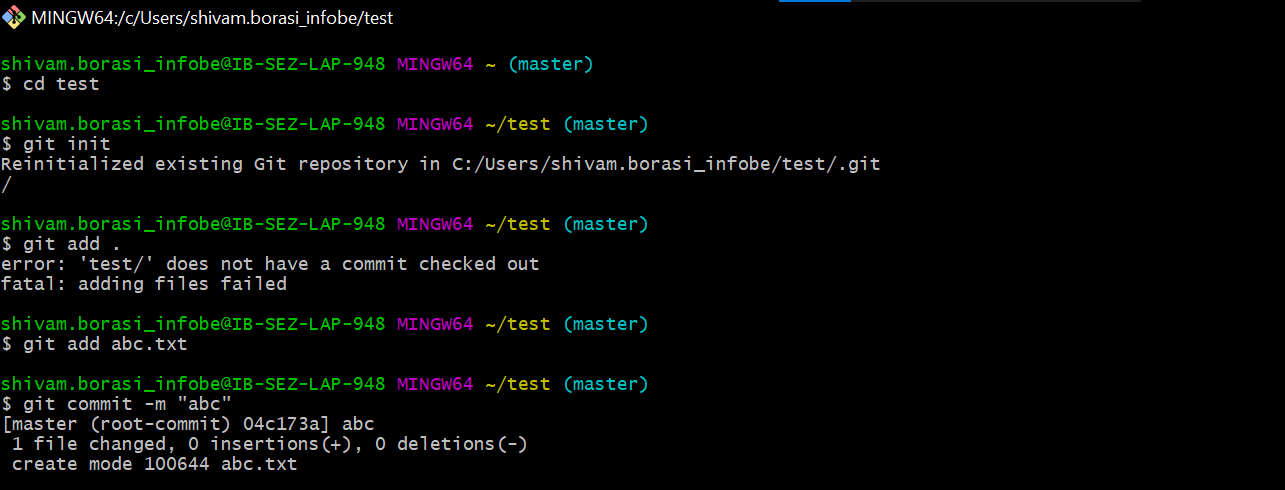 MINGW64:/c/Users/shivam.borasi_infobe/test
shivam.borasi_infobe@IB-SEZ-LAP-948 MINGW64 ~ (master)
$ cd test
shivam.borasi_infobe@IB-SEZ-LAP-948 MINGW64 ~/test (master)
$ git init
Reinitialized existing Git repository in C:/Users/shivam.borasi_infobe/test/.git
/
shivam.borasi_infobe@IB-SEZ-LAP-948 MINGW64 ~/test (master)
$ git add .
error: 'test/' does not have a commit checked out
fatal: adding files failed
shivam.borasi_infobe@IB-SEZ-LAP-948 MINGW64 ~/test (master)
$ git add abc.txt
shivam.borasi_infobe@IB-SEZ-LAP-948 MINGW64 ~/test (master)
$ git commit -m "abc"
[master (root-commit) 04c173a] abc
 1 file changed, 0 insertions(+), 0 deletions(-)
 create mode 100644 abc.txt